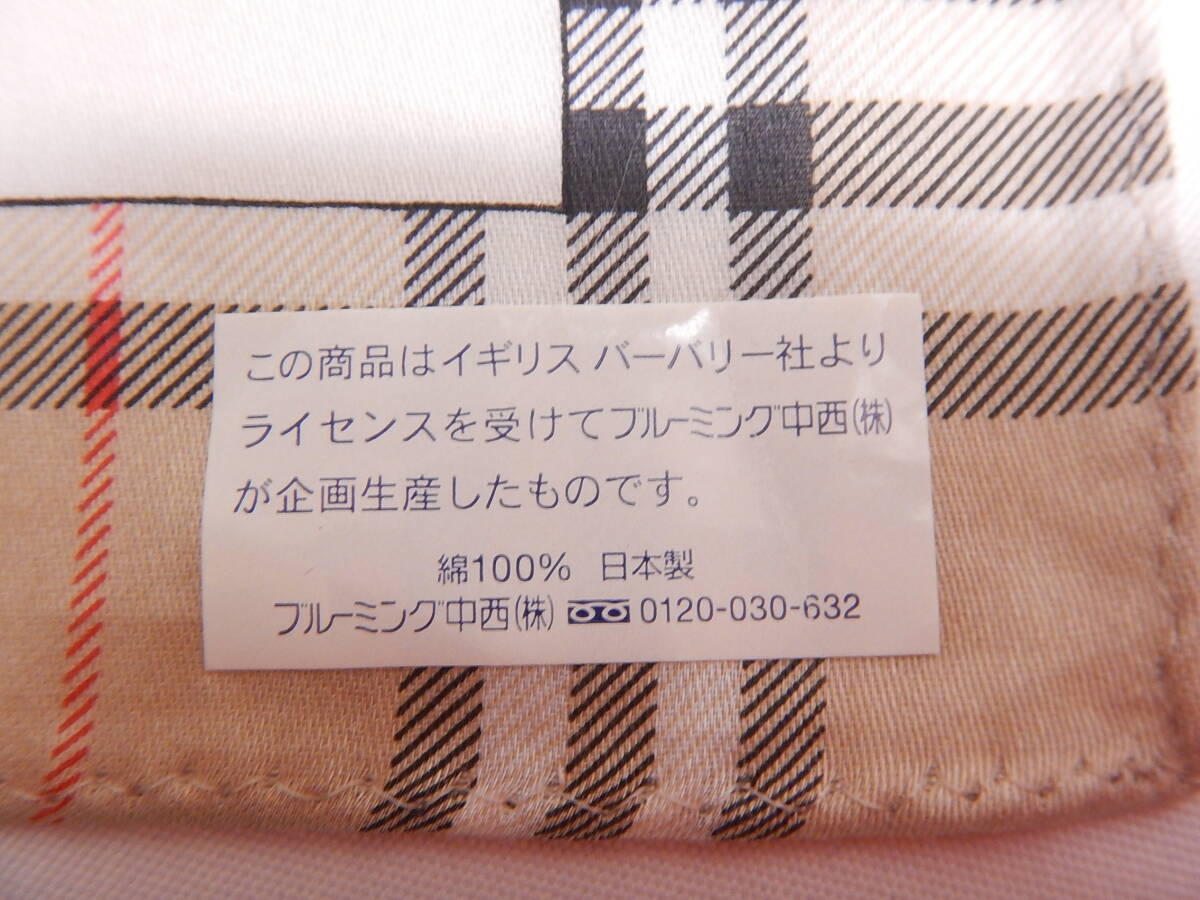 この商品はイギリス バーバリー社より
ライセンスを受けてブルーミング中西(株)
が企画生産したものです。
綿100% 日本製
ブルーミング中西(株) 0120-030-632